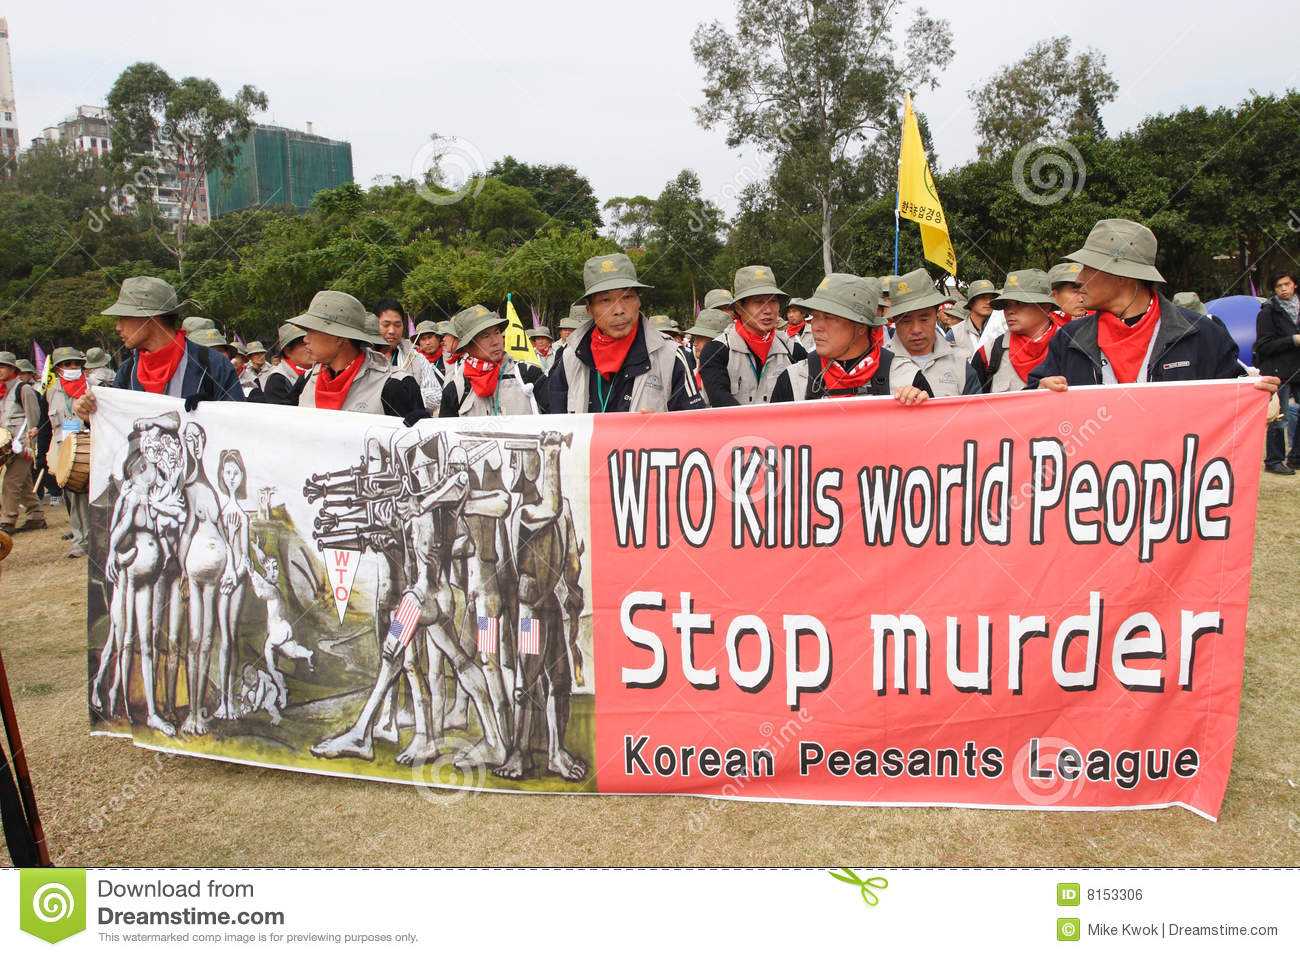 WTO Kills world People
Stop murder
Korean Peasants League
WTO
Download from
Dreamstime.com
This watermarked comp image is for previewing purposes only.
ID 8153306
© Mike Kwok | Dreamstime.com